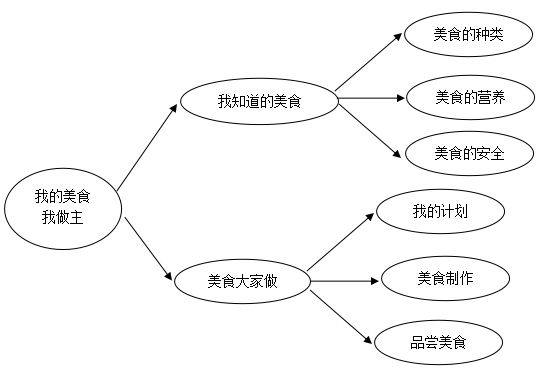 我的美食
我做主
我知道的美食
美食的种类
美食的营养
美食的安全
美食大家做
我的计划
美食制作
品尝美食